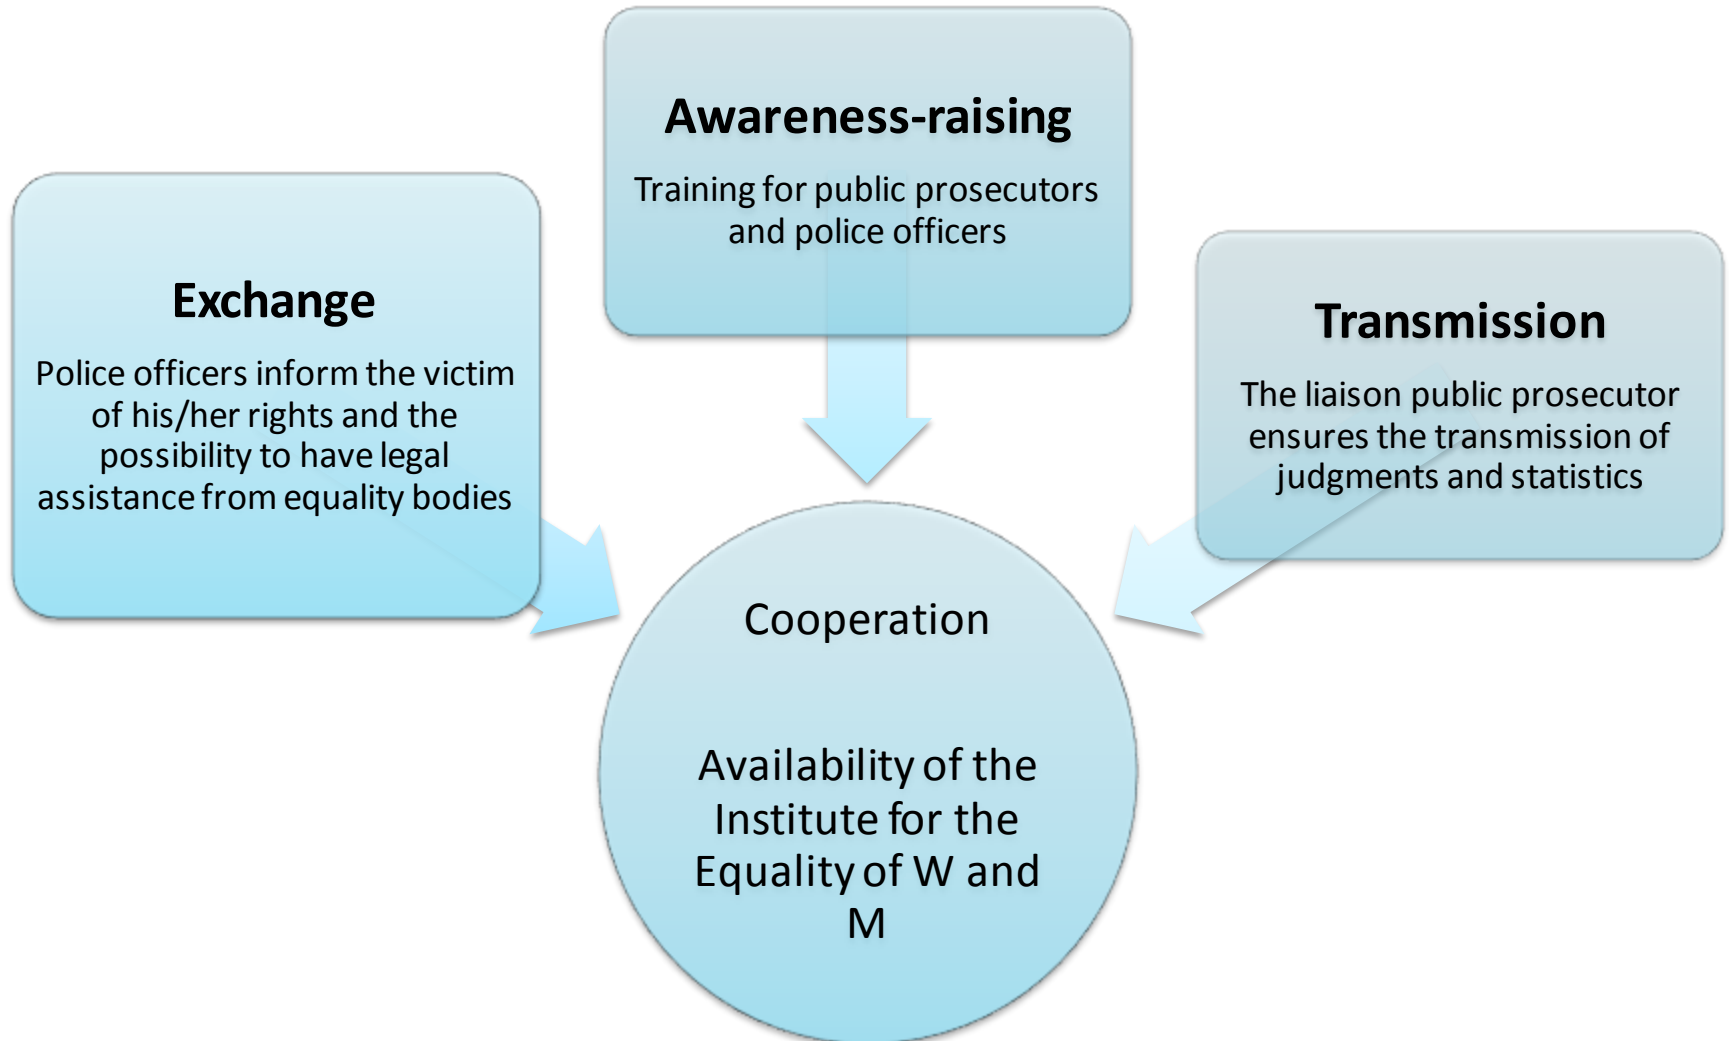 Awareness-raising
Training for public prosecutors
and police officers
Exchange
Police officers inform the victim
of his/her rights and the
possibility to have legal
assistance from equality bodies
Transmission
The liaison public prosecutor
ensures the transmission of
judgments and statistics
Cooperation
Availability of the
Institute for the
Equality of W and
M